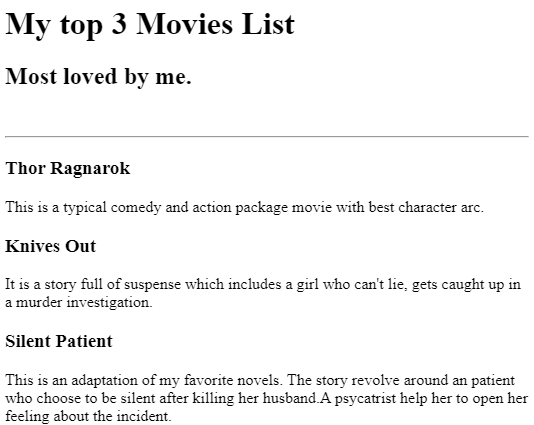 My top 3 Movies List
Most loved by me.
Thor Ragnarok
This is a typical comedy and action package movie with best character arc.
Knives Out
It is a story full of suspense which includes a girl who can't lie, gets caught up in
a murder investigation.
Silent Patient
This is an adaptation of my favorite novels. The story revolve around an patient
who choose to be silent after killing her husband.A psycatrist help her to open her
feeling about the incident.